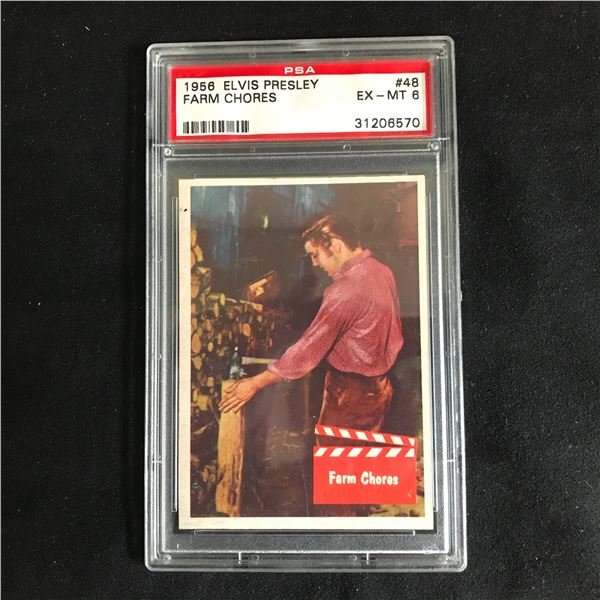 PSA
1956 ELVIS PRESLEY #48
FARM CHORES EX-MT 6
31206570
Farm Chores